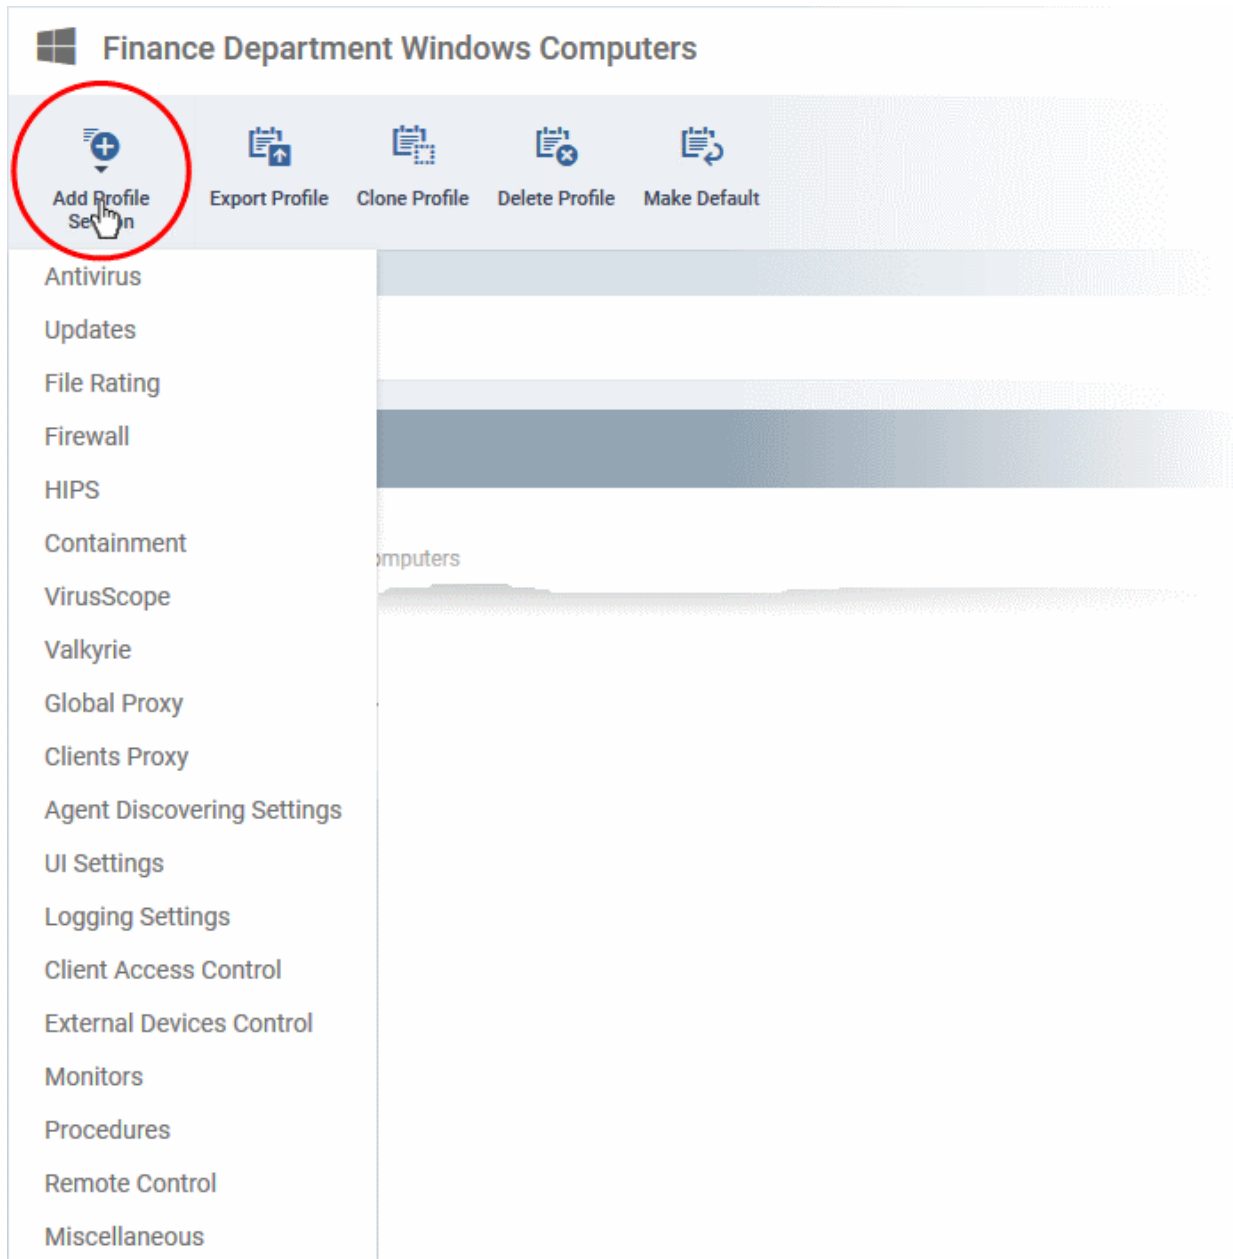 Finance Department Windows Computers
Add Profile
Export Profile
Clone Profile
Delete Profile
Make Default
Antivirus
Updates
File Rating
Firewall
HIPS
Containment
omputers
VirusScope
Valkyrie
Global Proxy
Clients Proxy
Agent Discovering Settings
UI Settings
Logging Settings
Client Access Control
External Devices Control
Monitors
Procedures
Remote Control
Miscellaneous